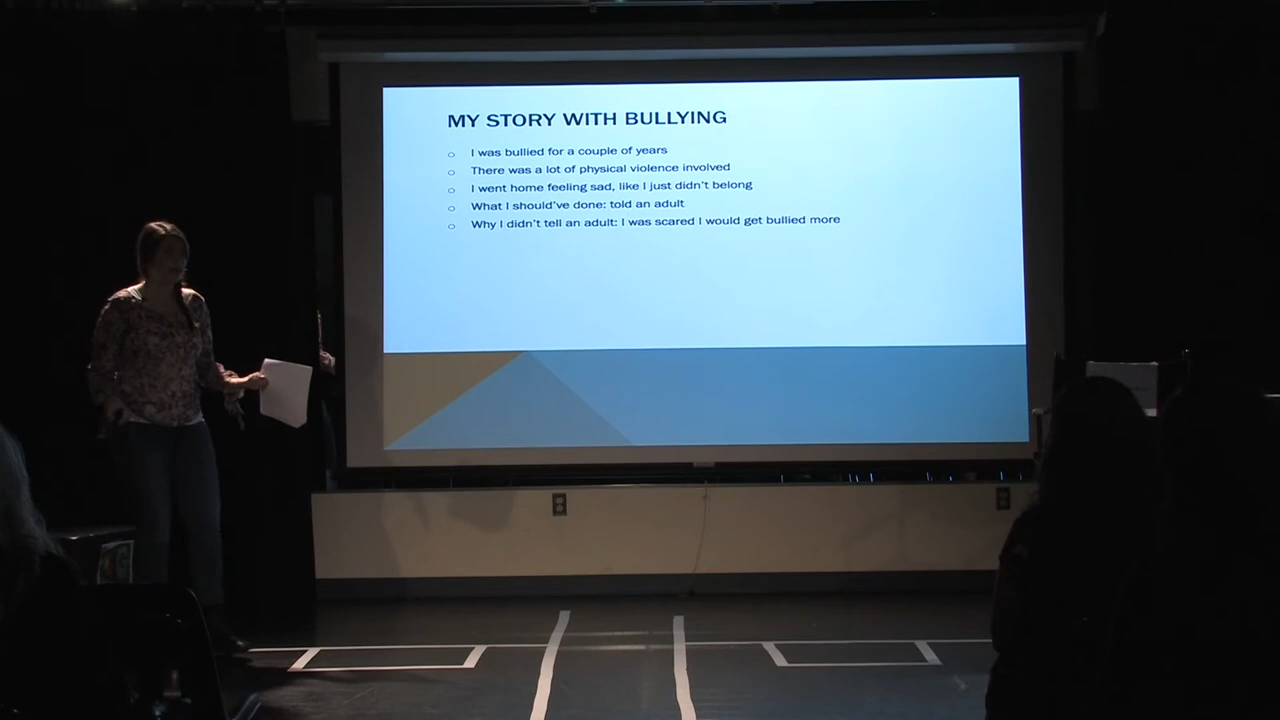 MY STORY WITH BULLYING
o I was bullied for a couple of years
o There was a lot of physical violence involved
o I went home feeling sad, like I just didn't belong
o What I should've done: told an adult
o Why I didn't tell an adult: I was scared I would get bullied more